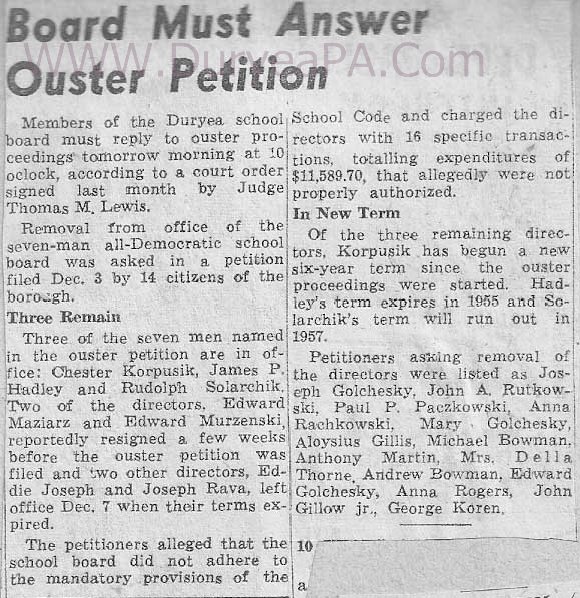 Board Must Answer
Ouster Petition
www.DuryeaPA.Com
Members of the Duryea school
board must reply to ouster pro-
ceedings tomorrow morning at 10
oclock, according to a court order
signed last month by Judge
Thomas M. Lewis.
Removal from office of the
seven-man all-Democratic school
board was asked in a petition
filed Dec. 3 by 14 citizens of the
borough.
Three Remain
Three of the seven men named
in the ouster petition are in of-
fice: Chester Korpusik, James P.
Hadley and Rudolph Solarchik.
Two of the directors, Edward
Maziarz and Edward Murzenski,
reportedly resigned a few weeks
before the ouster petition was
filed and two other directors, Ed-
die Joseph and Joseph Rava, left
office Dec. 7 when their terms ex-
pired.
The petitioners alleged that the
school board did not adhere to
the mandatory provisions of the
School Code and charged the di-
rectors with 16 specific transac-
tions, totalling expenditures of
$11,589.70, that allegedly were not
properly authorized.
In New Term
Of the three remaining direc-
tors, Korpusik has begun a new
six-year term since the ouster
proceedings were started. Had-
ley's term expires in 1955 and So-
larchik's term will run out in
1957.
Petitioners asking removal of
the directors were listed as Jos-
eph Golchesky, John A. Rutkow-
ski, Paul P. Paczkowski, Anna
Rachkowski, Mary Golchesky,
Aloysius Gillis, Michael Bowman,
Anthony Martin, Mrs. Della
Thorne, Andrew Bowman, Edward
Golchesky, Anna Rogers, John
Gillow jr., George Koren.
10
a